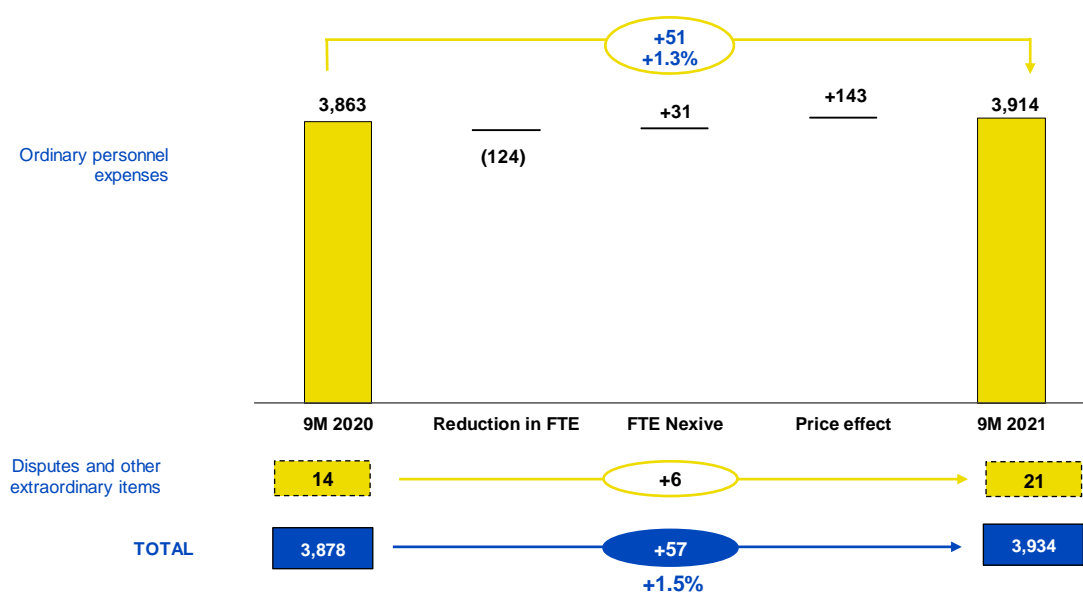 +51
+1.3%
3,863
(124)
+31
+143
3,914
Ordinary personnel
expenses
9M 2020
Reduction in FTE
FTE Nexive
Price effect
9M 2021
Disputes and other
extraordinary items
14
+6
21
TOTAL
3,878
+57
3,934
+1.5%